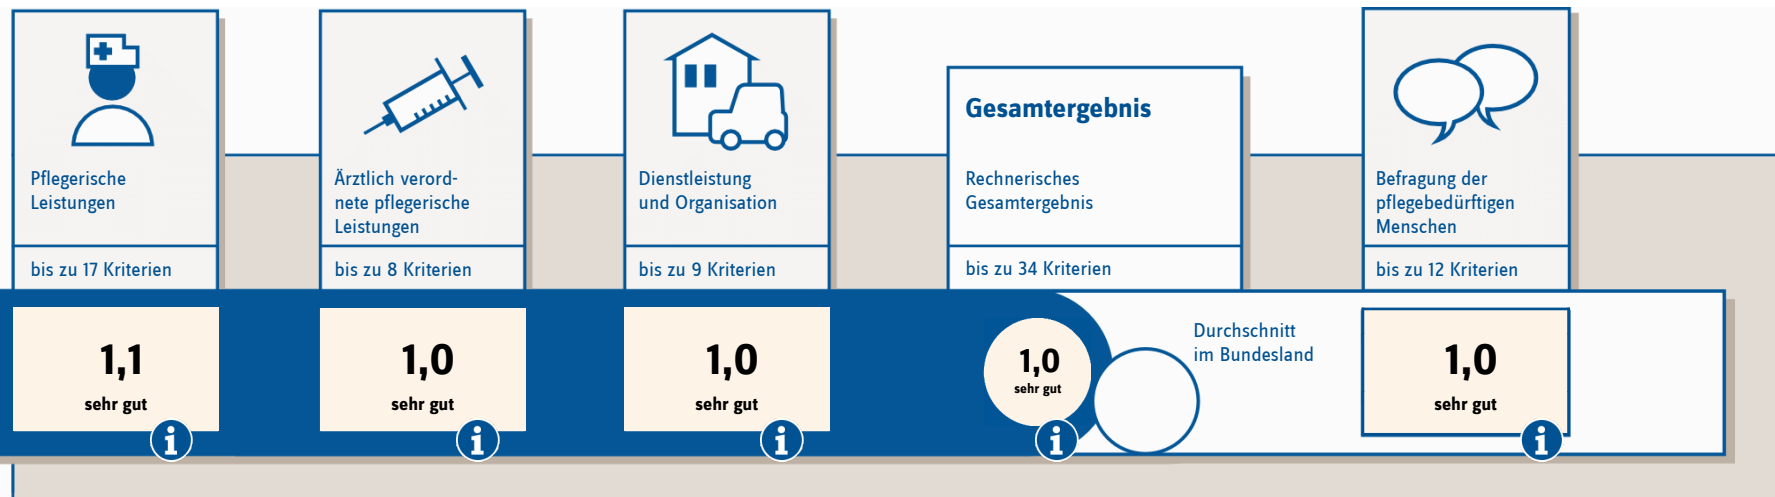 Pflegerische
Leistungen
bis zu 17 Kriterien
1,1
sehr gut
i
Ärztlich verord-
nete pflegerische
Leistungen
bis zu 8 Kriterien
1,0
sehr gut
i
Dienstleistung
und Organisation
bis zu 9 Kriterien
1,0
sehr gut
i
Gesamtergebnis
Rechnerisches
Gesamtergebnis
bis zu 34 Kriterien
1,0
sehr gut
i
Durchschnitt
im Bundesland
Befragung der
pflegebedürftigen
Menschen
bis zu 12 Kriterien
1,0
sehr gut
i